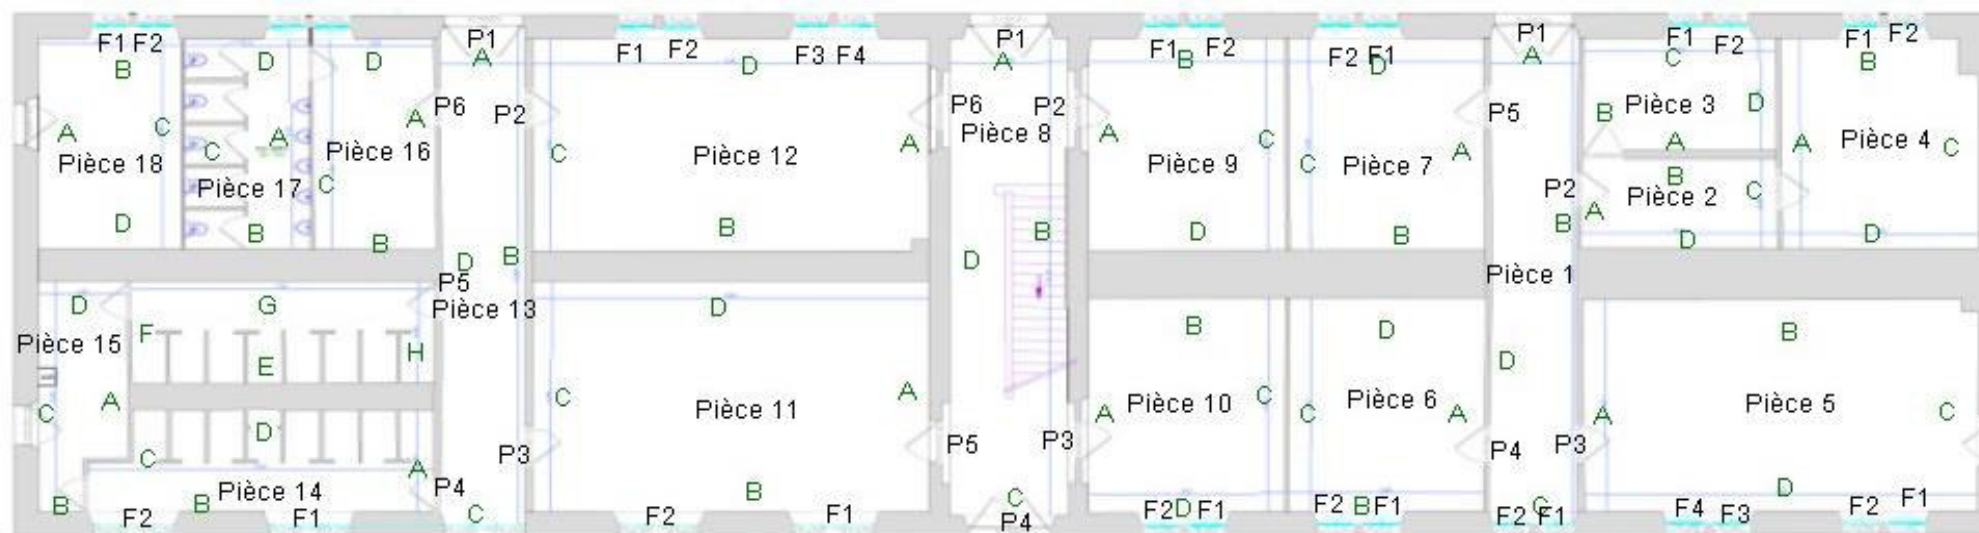 F1 F2
P1
F1 F2
F3 F4
P1
F1 B F2
F2 F1
D
P1
F1 F2
C
F1 F2
B
B
D
D
A
D
A
A
P6
P2
P6
P2
P5
B
Pièce 3
D
A
C
A
A
A
Pièce 8
A
C
Pièce 4
C
Pièce 18
C
Pièce 16
C
Pièce 12
A
Pièce 9
C
Pièce 7
A
A
A
Pièce 17
C
P2
B
C
Pièce 2
A
D
B
B
B
B
D
B
D
B
B
D
D
D
B
D
Pièce 1
P5
Pièce 13
D
G
D
F
B
D
B
Pièce 15
H
E
D
A
C
C
Pièce 11
A
A
Pièce 10
C
C
Pièce 6
A
A
Pièce 5
C
C
D
C
A
P3
P5
P3
P4
P3
Pièce 14
P4
B
B
F2
F1
C
B
F2
F1
C
P4
F2 D F1
F2 B F1
C
F2 F1
D
F4 F3
F2 F1